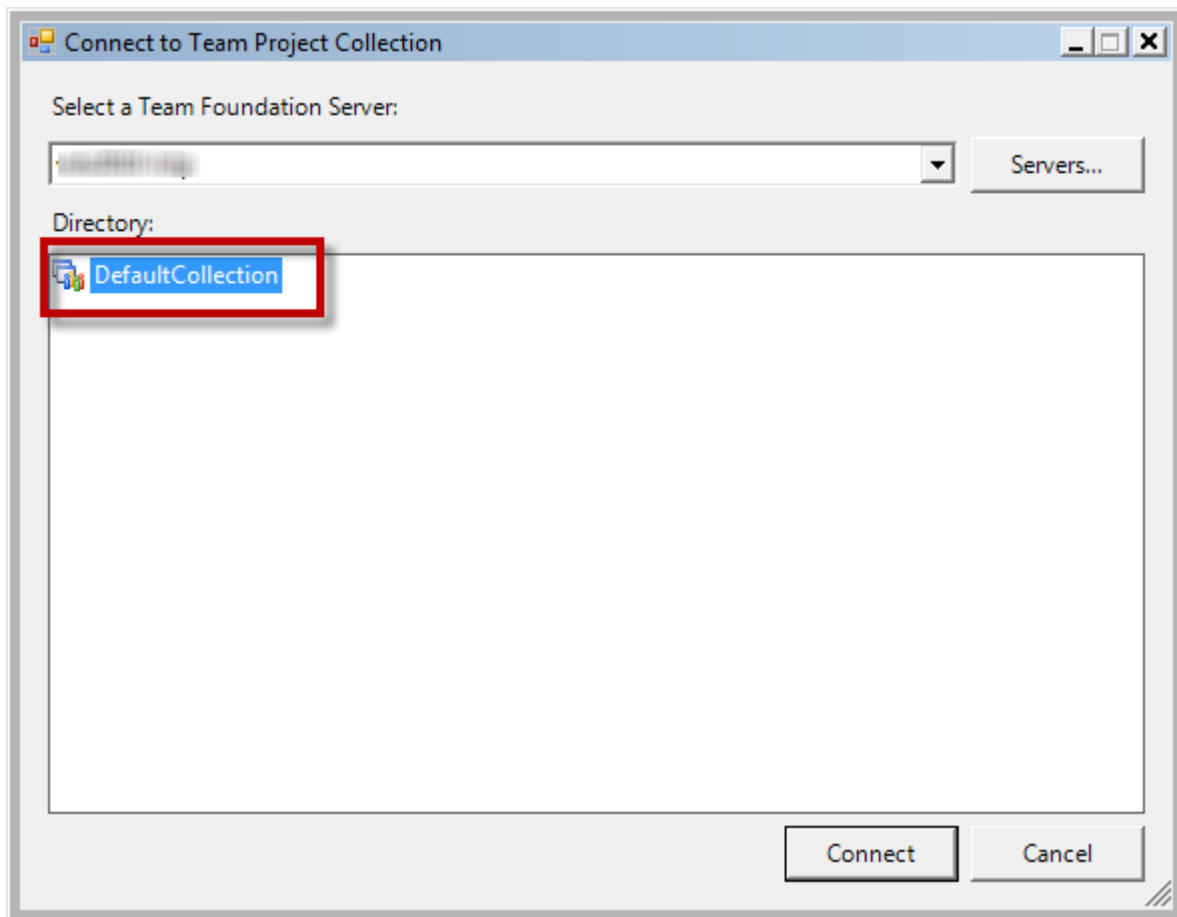 Connect to Team Project Collection
Select a Team Foundation Server:
Servers...
Directory:
DefaultCollection
Connect
Cancel